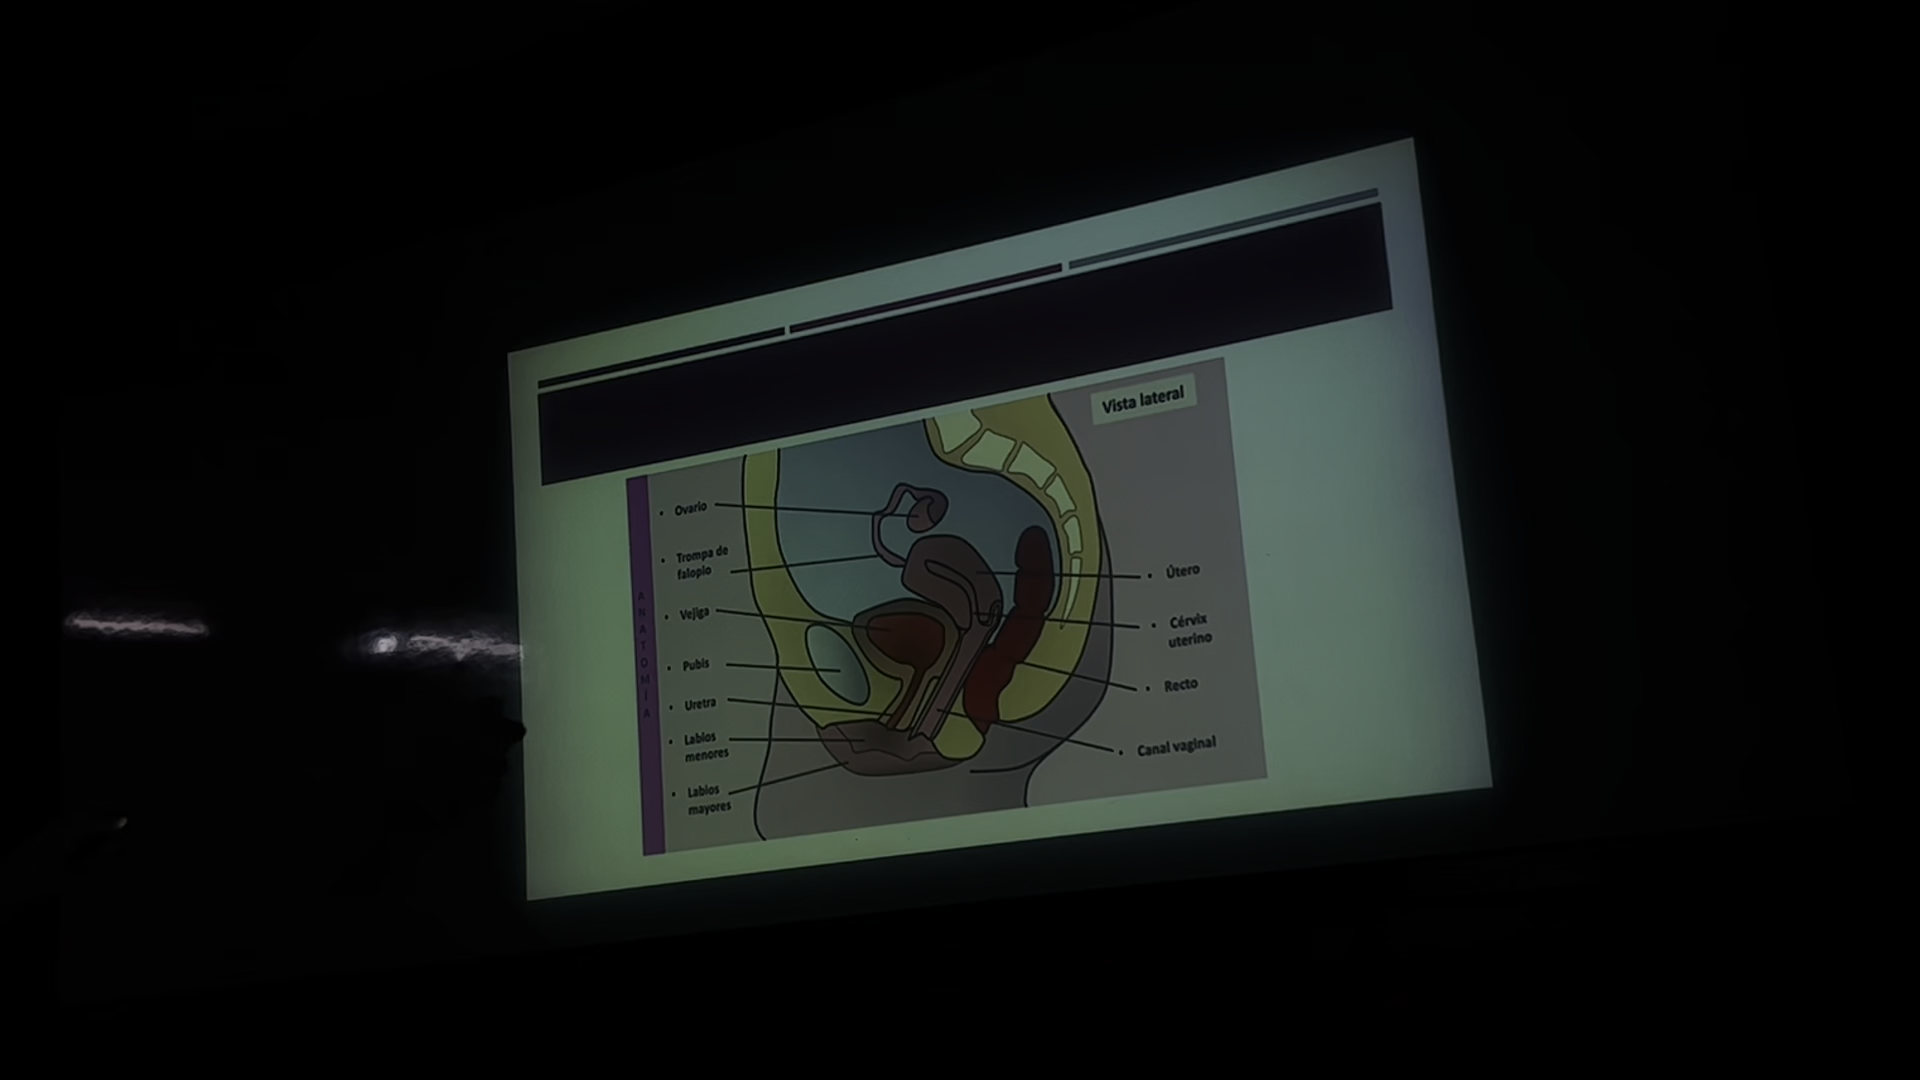 Vista lateral
ANATOMÍA
• Ovario
• Trompa de
falopio
• Vejiga
• Pubis
• Uretra
• Labios
menores
• Labios
mayores
• Útero
• Cérvix
uterino
• Recto
• Canal vaginal